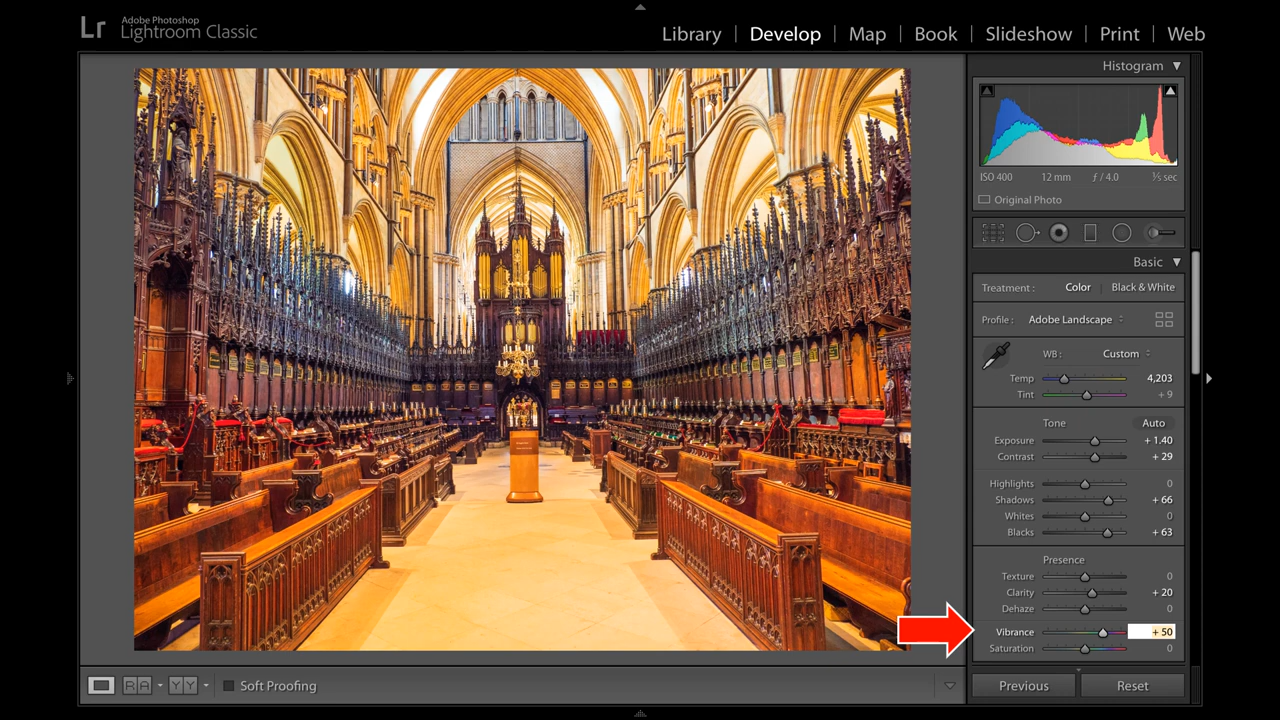 Lr
Adobe Photoshop
Lightroom Classic
Library | Develop | Map | Book | Slideshow | Print | Web
Histogram
ISO 400 12 mm ƒ / 4.0 ⅕ sec
Original Photo
Basic
Treatment : Color | Black & White
Profile : Adobe Landscape
WB : Custom
Temp 4,203
Tint + 9
Tone Auto
Exposure + 1.40
Contrast + 29
Highlights 0
Shadows + 66
Whites 0
Blacks + 63
Presence
Texture 0
Clarity + 20
Dehaze 0
Vibrance + 50
Saturation 0
R A Y Y Soft Proofing
Previous Reset